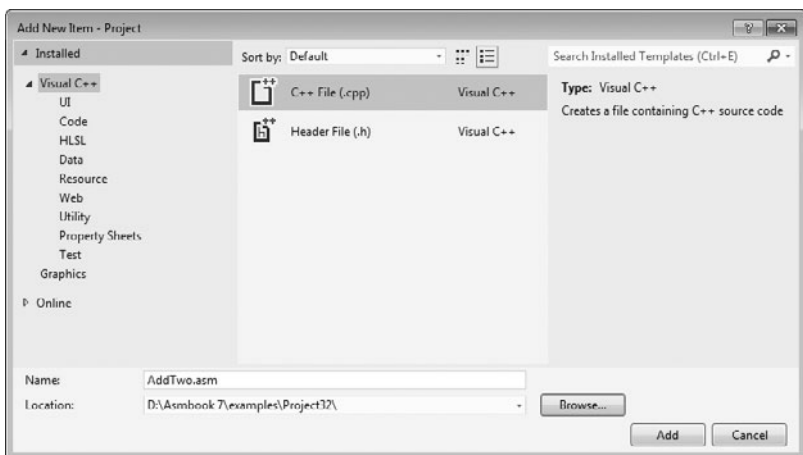 Add New Item - Project
Installed
Sort by: Default
Search Installed Templates (Ctrl+E)
Visual C++
UI
Code
HLSL
Data
Resource
Web
Utility
Property Sheets
Test
Graphics
Online
C++ File (.cpp) Visual C++
Header File (.h) Visual C++
Type: Visual C++
Creates a file containing C++ source code
Name: AddTwo.asm
Location: D:\Asmbook 7\examples\Project32\
Browse...
Add Cancel